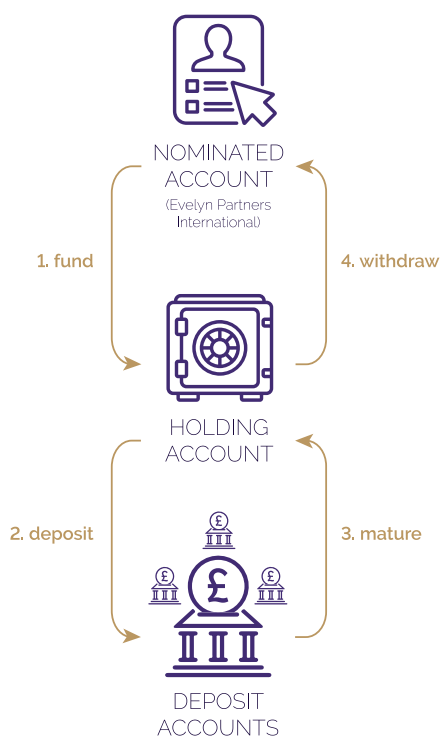 NOMINATED
ACCOUNT
(Evelyn Partners
International)
1. fund
4. withdraw
HOLDING
ACCOUNT
2. deposit
3. mature
£
£
£
£
DEPOSIT
ACCOUNTS